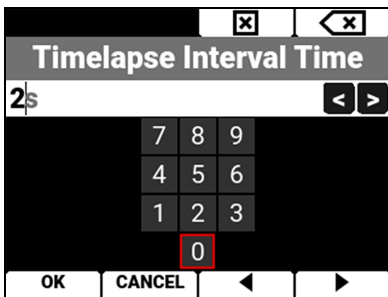 Timelapse Interval Time
2s < >
7 8 9
4 5 6
1 2 3
0
OK CANCEL ◀ ▶